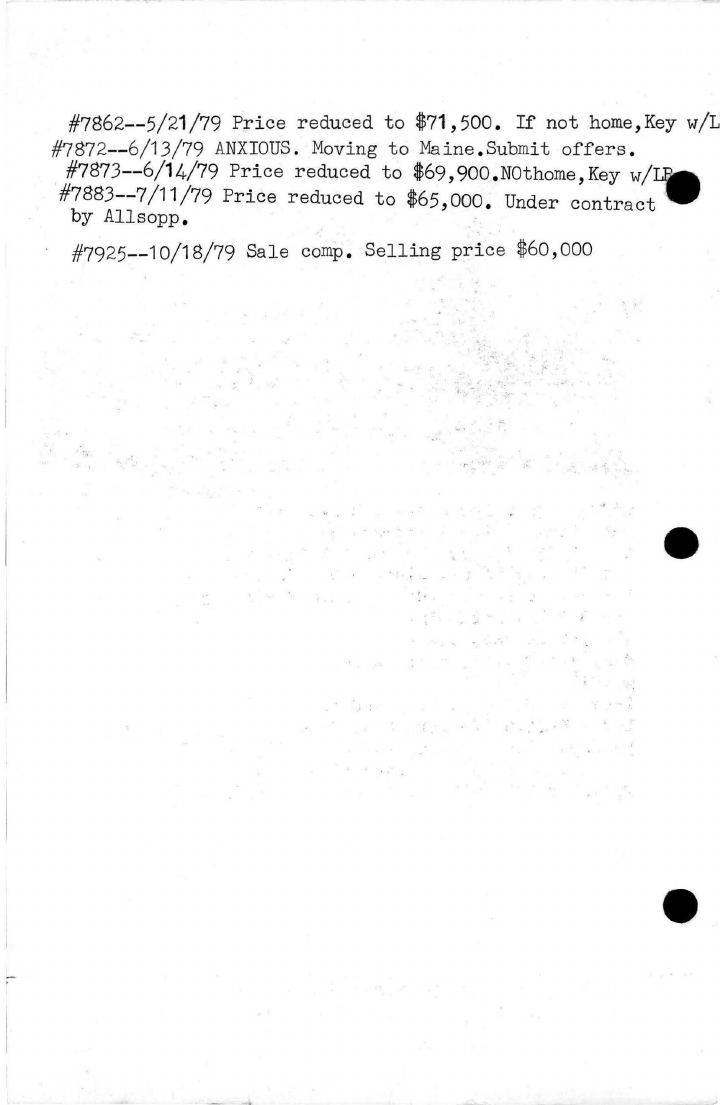 #7862--5/21/79 Price reduced to $71,500. If not home,Key w/L
#7872--6/13/79 ANXIOUS. Moving to Maine.Submit offers.
#7873--6/14/79 Price reduced to $69,900.NOthome,Key w/LB
#7883--7/11/79 Price reduced to $65,000. Under contract
by Allsopp.
#7925--10/18/79 Sale comp. Selling price $60,000